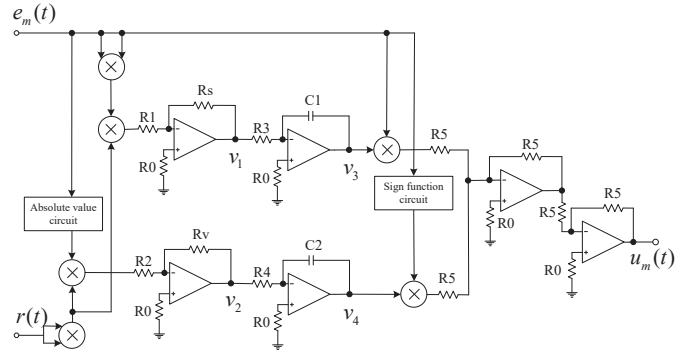 e_m(t)
R1
Rs
R3
C1
R5
R0
v_1
R0
v_3
R5
Absolute value
circuit
Sign function
circuit
R0
R5
R5
R2
Rv
R4
C2
R5
R0
u_m(t)
r(t)
R0
v_2
R0
v_4